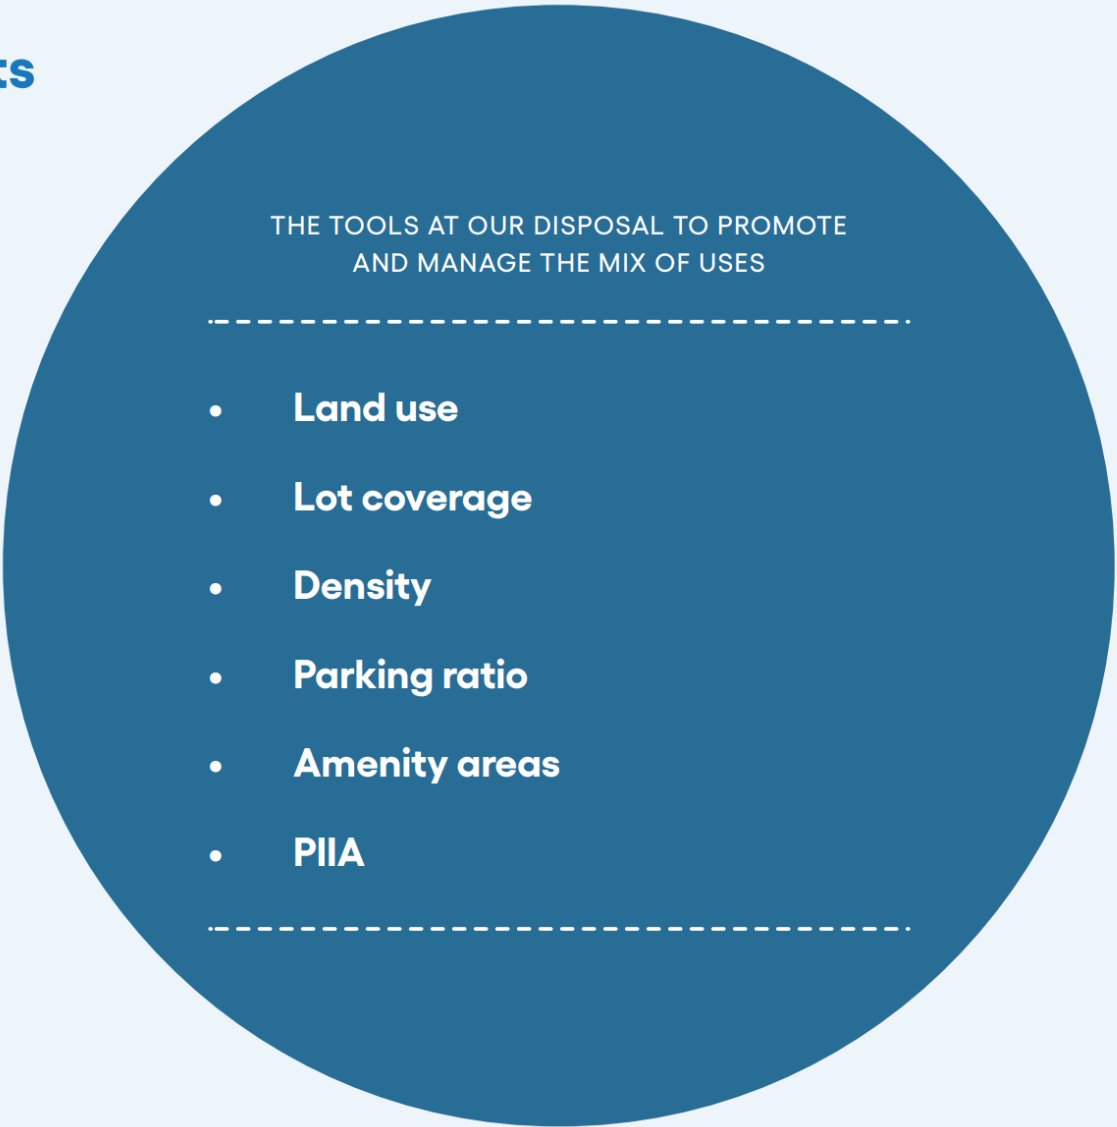 ts
THE TOOLS AT OUR DISPOSAL TO PROMOTE
AND MANAGE THE MIX OF USES
• Land use
• Lot coverage
• Density
• Parking ratio
• Amenity areas
• PIIA